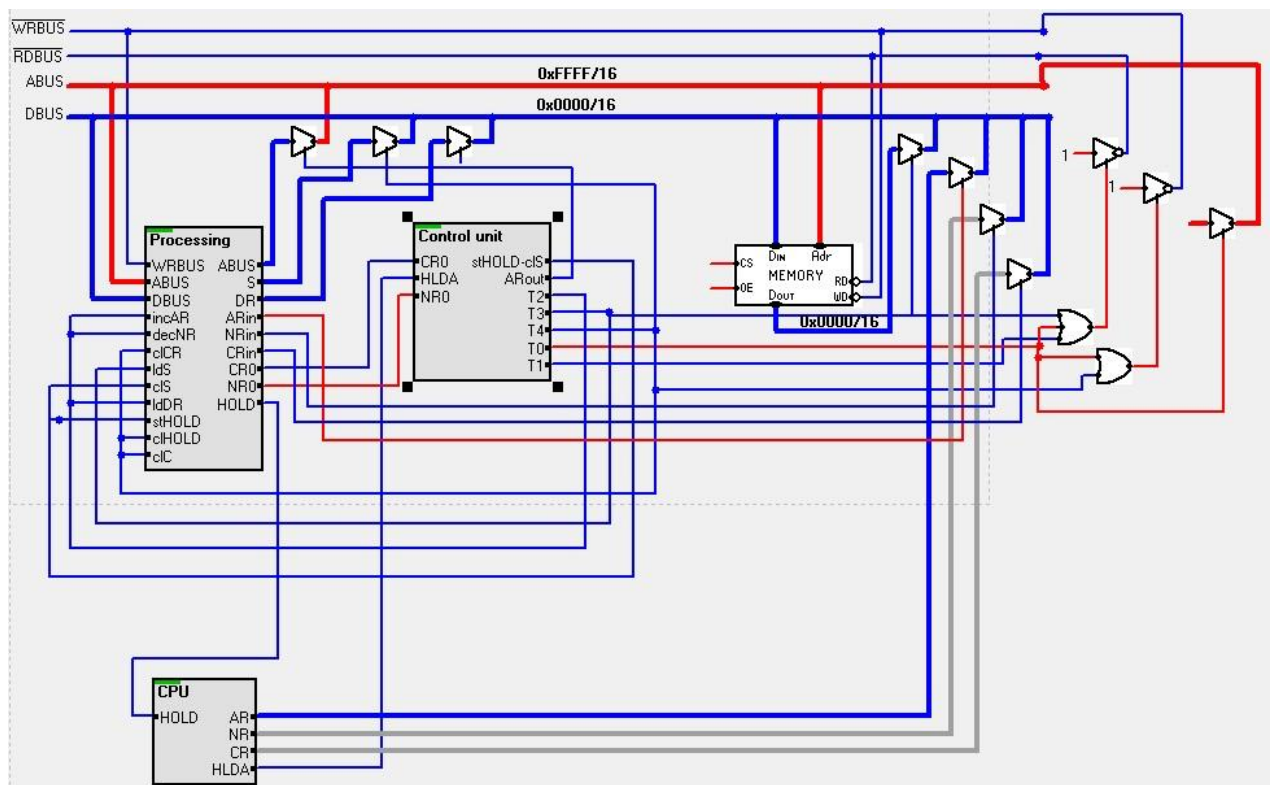 WRBUS
RDBUS
ABUS
DBUS
0xFFFF/16
0x0000/16
1
1
Processing
WRBUS
ABUS
DBUS
incAR
decNR
clCR
ldS
clS
ldDR
stHOLD
clHOLD
clC
ABUS
S
DR
ARin
NRin
CRin
CR0
NR0
HOLD
Control unit
CR0
HLDA
NR0
stHOLD-clS
ARout
T2
T3
T4
T0
T1
DIN
Adr
CS
MEMORY
OE
RD
WD
DOUT
0x0000/16
CPU
HOLD
AR
NR
CR
HLDA